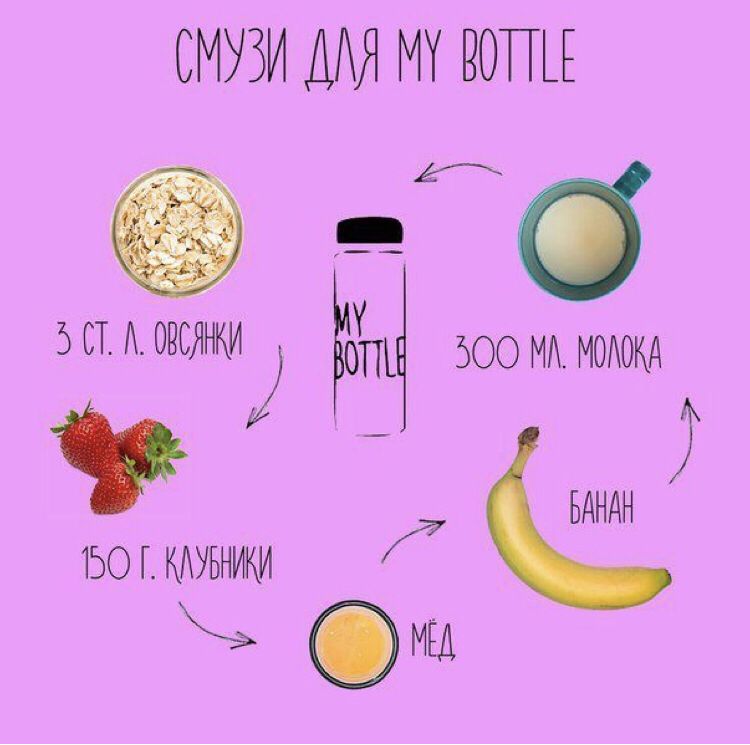 СМУЗИ ДЛЯ MY BOTTLE
3 СТ. Л. ОВСЯНКИ
MY
BOTTLE
300 МЛ. МОЛОКА
150 Г. КЛУБНИКИ
БАНАН
МЁД